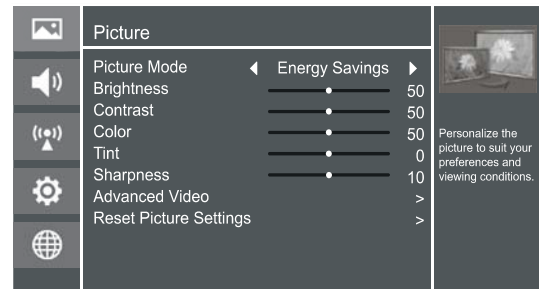 Picture
Picture Mode Energy Savings
Brightness 50
Contrast 50
Color 50
Tint 0
Sharpness 10
Advanced Video >
Reset Picture Settings >
Personalize the
picture to suit your
preferences and
viewing conditions.